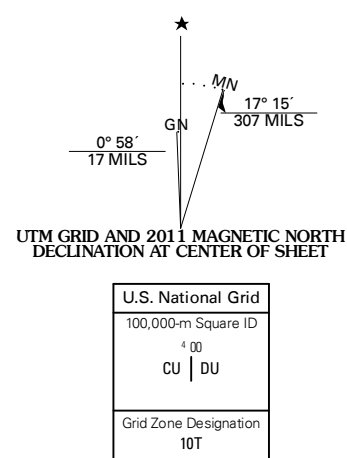 ★
MN
17° 15´
307 MILS
GN
0° 58´
17 MILS
UTM GRID AND 2011 MAGNETIC NORTH
DECLINATION AT CENTER OF SHEET
U.S. National Grid
100,000-m Square ID
4 00
CU | DU
Grid Zone Designation
10T